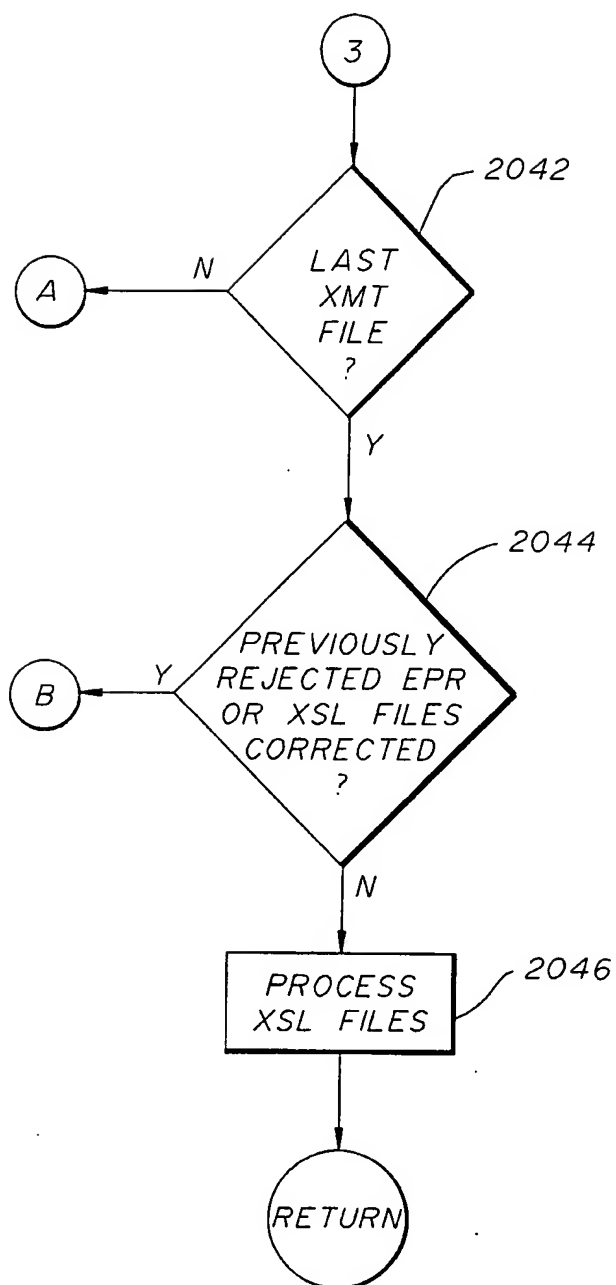 3
2042
LAST
XMT
FILE
?
N
A
Y
2044
PREVIOUSLY
REJECTED EPR
OR XSL FILES
CORRECTED
?
Y
B
N
2046
PROCESS
XSL FILES
RETURN